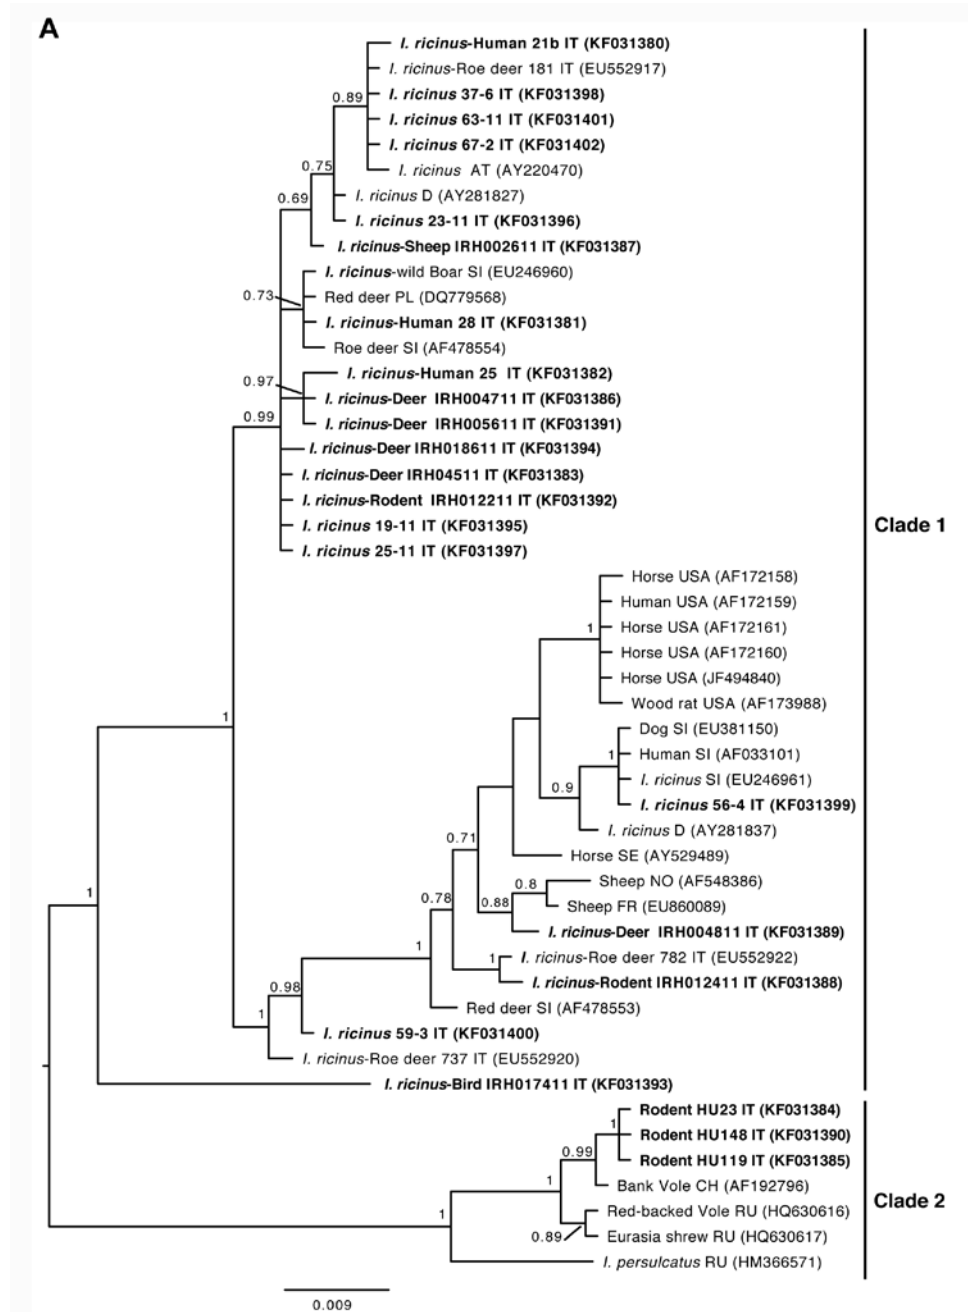 A
0.89
0.75
0.69
0.73
0.97
0.99
1
1
1
0.98
1
0.78
0.71
0.88
0.8
1
0.9
1
1
I. ricinus-Human 21b IT (KF031380)
I. ricinus-Roe deer 181 IT (EU552917)
I. ricinus 37-6 IT (KF031398)
I. ricinus 63-11 IT (KF031401)
I. ricinus 67-2 IT (KF031402)
I. ricinus AT (AY220470)
I. ricinus D (AY281827)
I. ricinus 23-11 IT (KF031396)
I. ricinus-Sheep IRH002611 IT (KF031387)
I. ricinus-wild Boar SI (EU246960)
Red deer PL (DQ779568)
I. ricinus-Human 28 IT (KF031381)
Roe deer SI (AF478554)
I. ricinus-Human 25 IT (KF031382)
I. ricinus-Deer IRH004711 IT (KF031386)
I. ricinus-Deer IRH005611 IT (KF031391)
I. ricinus-Deer IRH018611 IT (KF031394)
I. ricinus-Deer IRH04511 IT (KF031383)
I. ricinus-Rodent IRH012211 IT (KF031392)
I. ricinus 19-11 IT (KF031395)
I. ricinus 25-11 IT (KF031397)
Horse USA (AF172158)
Human USA (AF172159)
Horse USA (AF172161)
Horse USA (AF172160)
Horse USA (JF494840)
Wood rat USA (AF173988)
Dog SI (EU381150)
Human SI (AF033101)
I. ricinus SI (EU246961)
I. ricinus 56-4 IT (KF031399)
I. ricinus D (AY281837)
Horse SE (AY529489)
Sheep NO (AF548386)
Sheep FR (EU860089)
I. ricinus-Deer IRH004811 IT (KF031389)
I. ricinus-Roe deer 782 IT (EU552922)
I. ricinus-Rodent IRH012411 IT (KF031388)
Red deer SI (AF478553)
I. ricinus 59-3 IT (KF031400)
I. ricinus-Roe deer 737 IT (EU552920)
I. ricinus-Bird IRH017411 IT (KF031393)
Clade 1
1
1
0.99
1
0.89
Rodent HU23 IT (KF031384)
Rodent HU148 IT (KF031390)
Rodent HU119 IT (KF031385)
Bank Vole CH (AF192796)
Red-backed Vole RU (HQ630616)
Eurasia shrew RU (HQ630617)
I. persulcatus RU (HM366571)
Clade 2
0.009